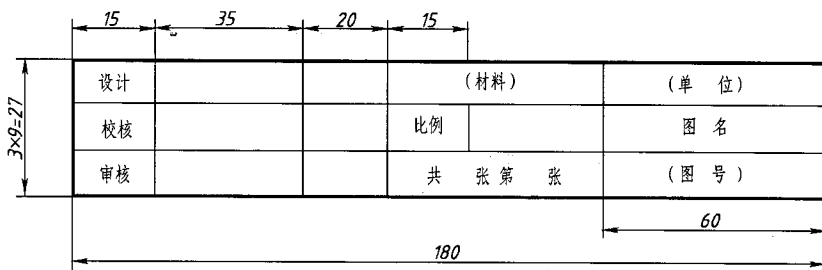 15 35 20 15
设计 (材料) (单 位)
3×9=27 校核 比例 图 名
审核 共 张 第 张 (图 号)
60
180